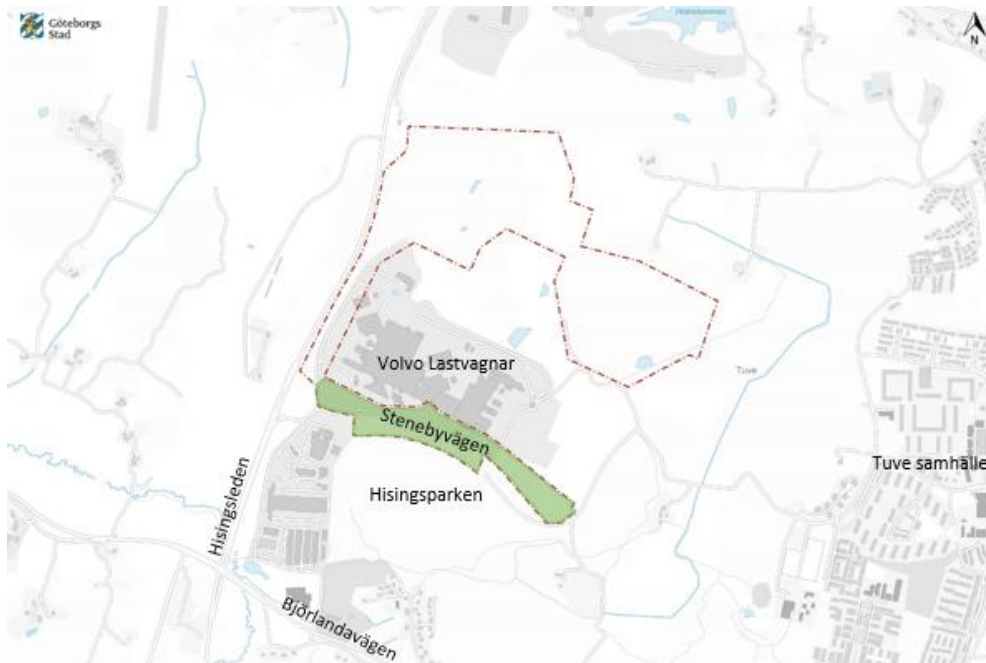 Göteborgs
Stad
N
Volvo Lastvagnar
Stenebyvägen
Tuve
Tuve samhälle
Hisingsparken
Hisingsleden
Björlandavägen